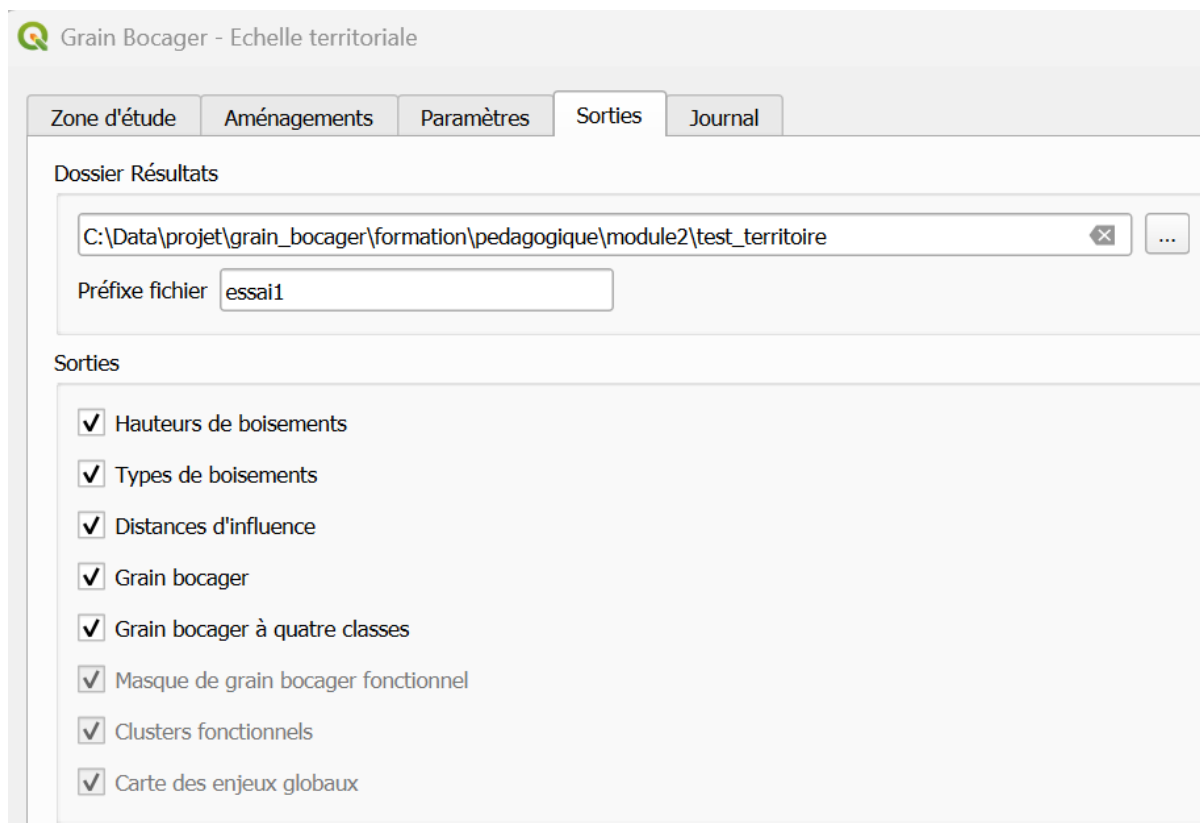 Grain Bocager - Echelle territoriale
Zone d'étude Aménagements Paramètres Sorties Journal
Dossier Résultats
C:\Data\projet\grain_bocager\formation\pedagogique\module2\test_territoire ...
Préfixe fichier essai1
Sorties
Hauteurs de boisements
Types de boisements
Distances d'influence
Grain bocager
Grain bocager à quatre classes
Masque de grain bocager fonctionnel
Clusters fonctionnels
Carte des enjeux globaux